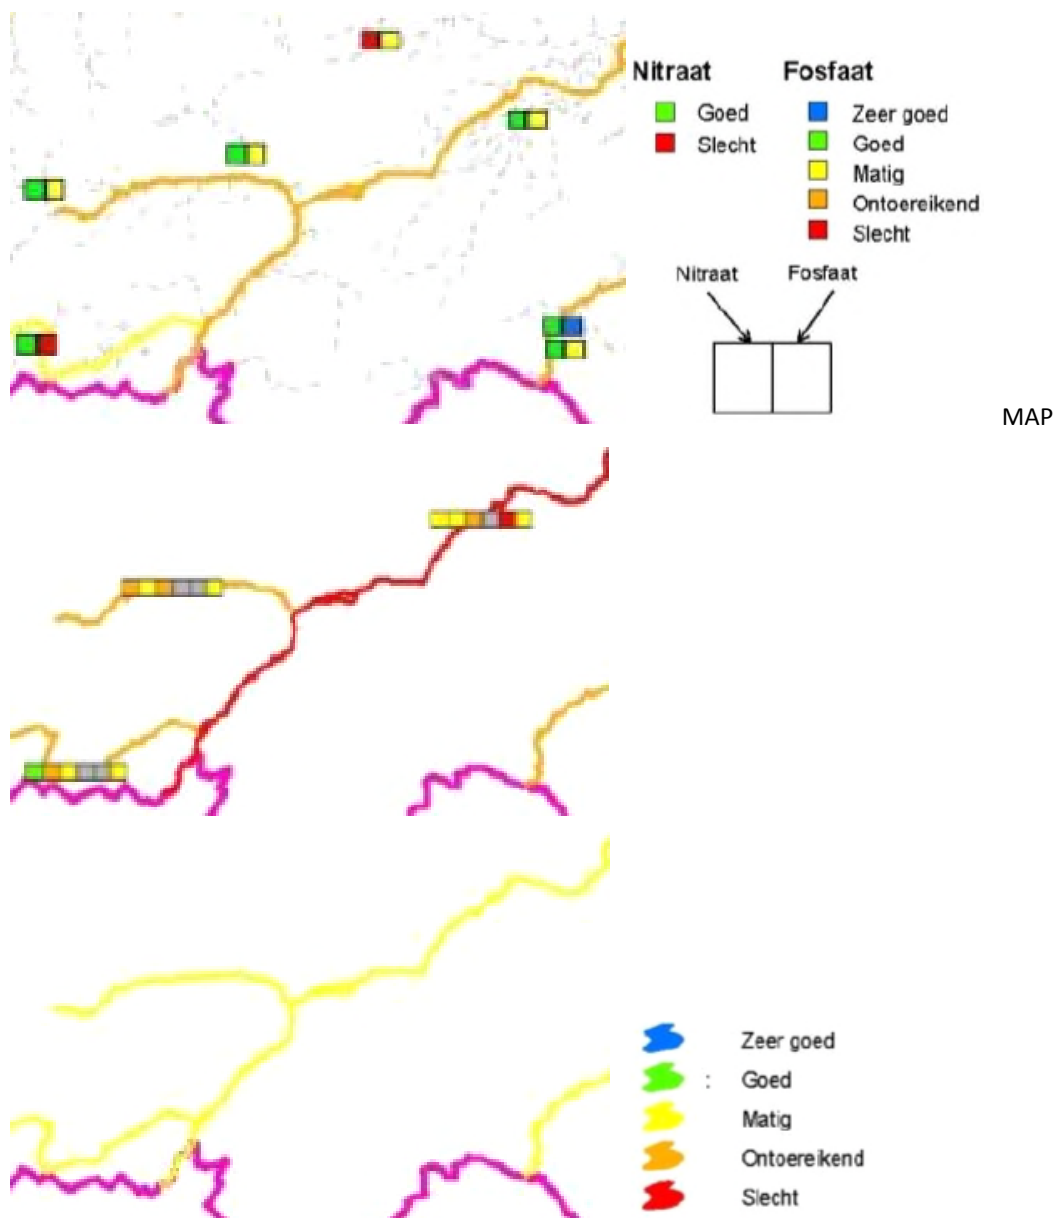 Nitraat Fosfaat
Goed Zeer goed
Slecht Goed
Matig
Ontoereikend
Slecht
Nitraat Fosfaat
MAP
Zeer goed
: Goed
Matig
Ontoereikend
Slecht